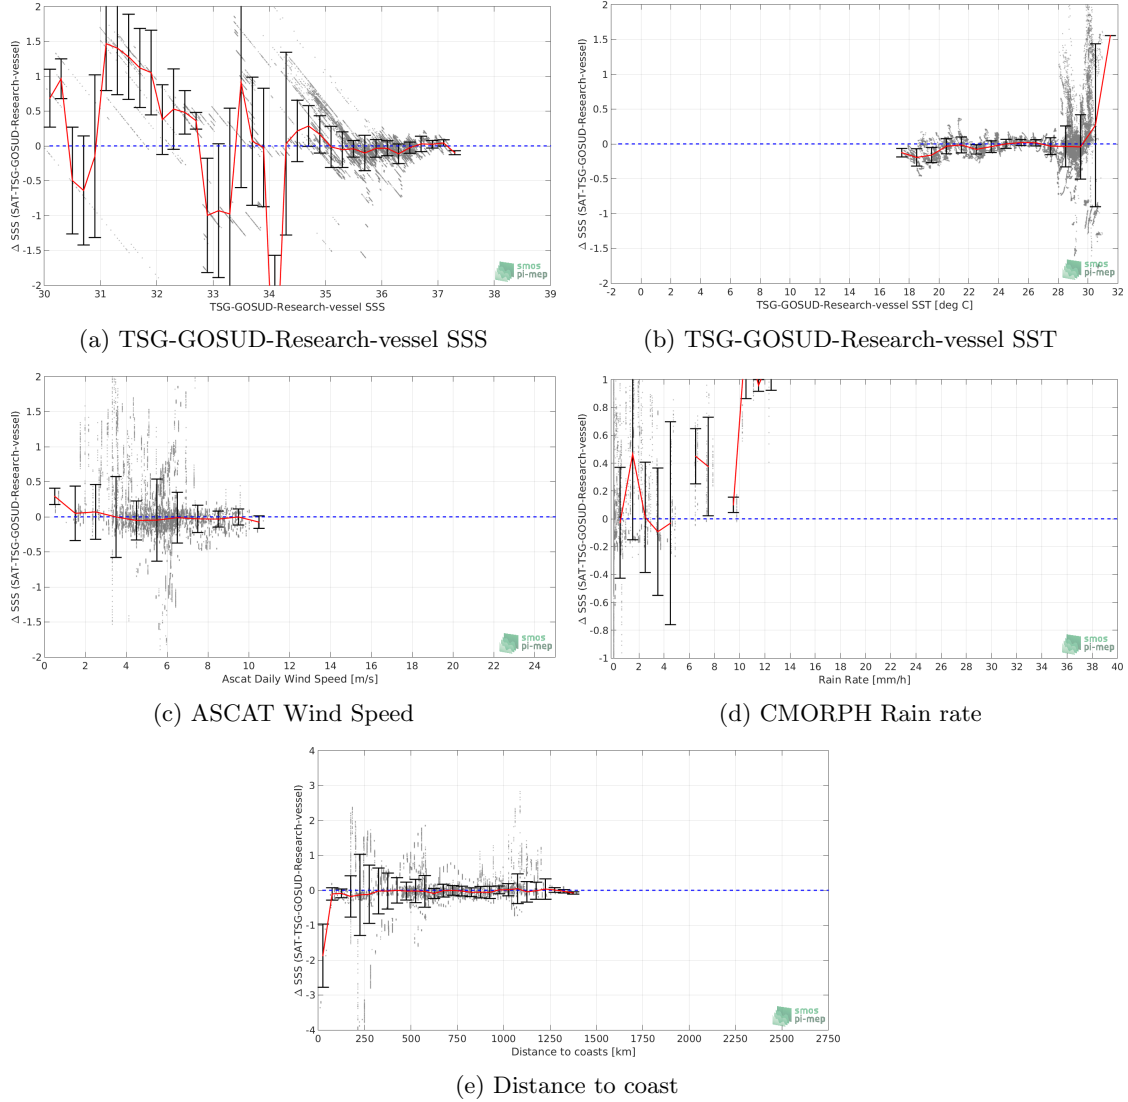 2
1.5
1
0.5
0
-0.5
-1
-1.5
-2
Δ SSS (SAT-TSG-GOSUD-Research-vessel)
30 31 32 33 34 35 36 37 38 39
TSG-GOSUD-Research-vessel SSS
smos
pi-mep
(a) TSG-GOSUD-Research-vessel SSS
2
1.5
1
0.5
0
-0.5
-1
-1.5
-2
Δ SSS (SAT-TSG-GOSUD-Research-vessel)
-2 0 2 4 6 8 10 12 14 16 18 20 22 24 26 28 30 32
TSG-GOSUD-Research-vessel SST [deg C]
smos
pi-mep
(b) TSG-GOSUD-Research-vessel SST
2
1.5
1
0.5
0
-0.5
-1
-1.5
-2
Δ SSS (SAT-TSG-GOSUD-Research-vessel)
0 2 4 6 8 10 12 14 16 18 20 22 24
Ascat Daily Wind Speed [m/s]
smos
pi-mep
(c) ASCAT Wind Speed
1
0.8
0.6
0.4
0.2
0
-0.2
-0.4
-0.6
-0.8
-1
Δ SSS (SAT-TSG-GOSUD-Research-vessel)
0 2 4 6 8 10 12 14 16 18 20 22 24 26 28 30 32 34 36 38 40
Rain Rate [mm/h]
smos
pi-mep
(d) CMORPH Rain rate
4
3
2
1
0
-1
-2
-3
-4
Δ SSS (SAT-TSG-GOSUD-Research-vessel)
0 250 500 750 1000 1250 1500 1750 2000 2250 2500 2750
Distance to coasts [km]
smos
pi-mep
(e) Distance to coast